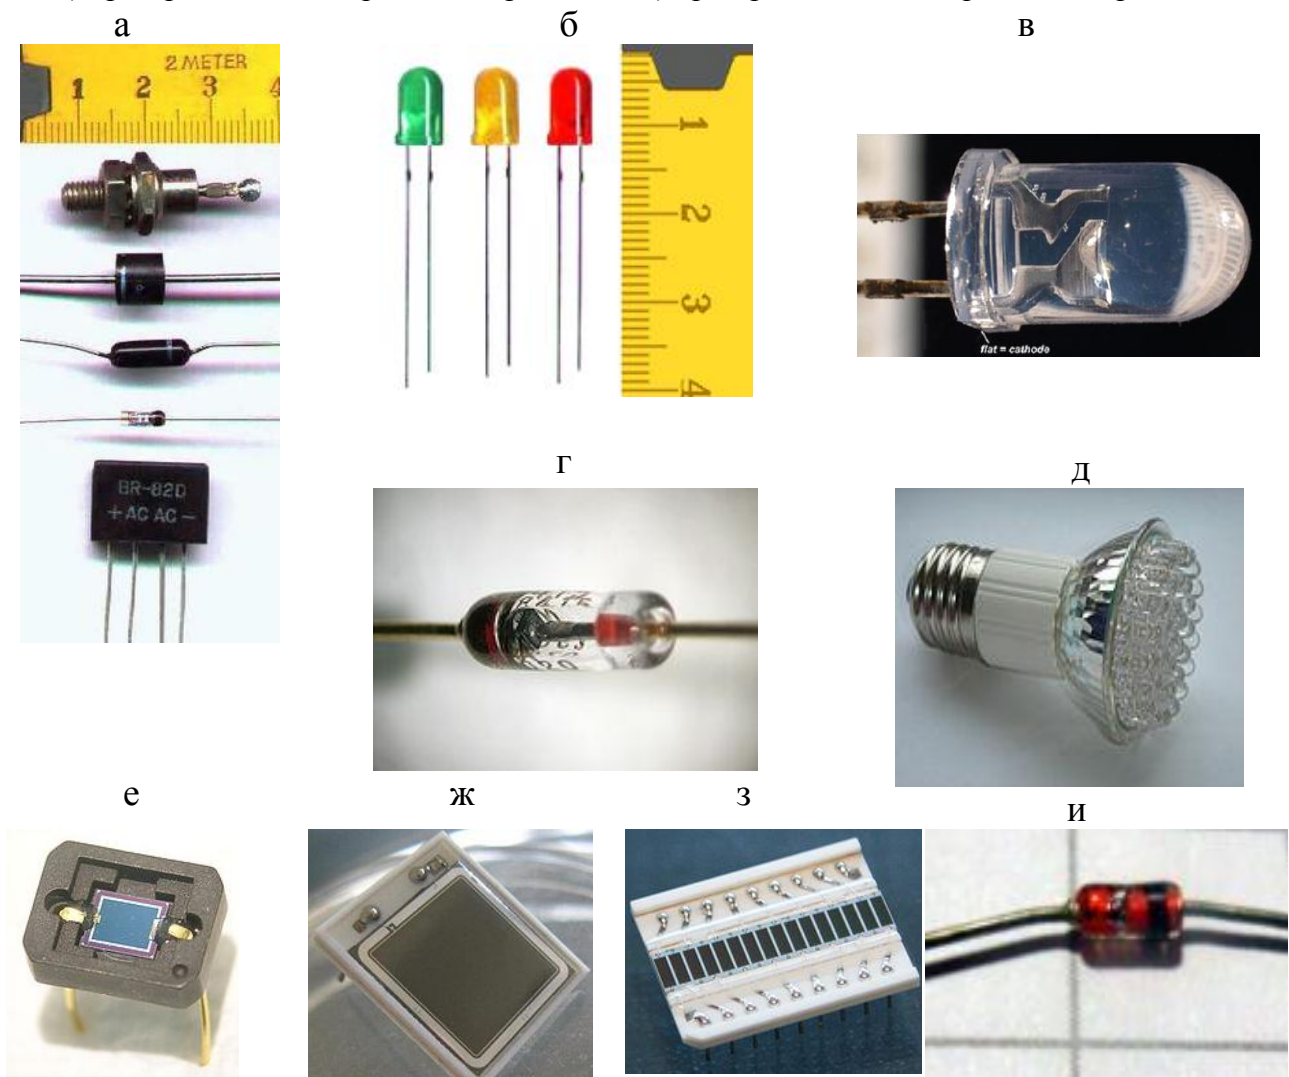 а
б
в
2 METER
1 2 3 4
BR-82D
+ AC AC −
1
2
3
4
flat = cathode
г
д
е
ж
з
и